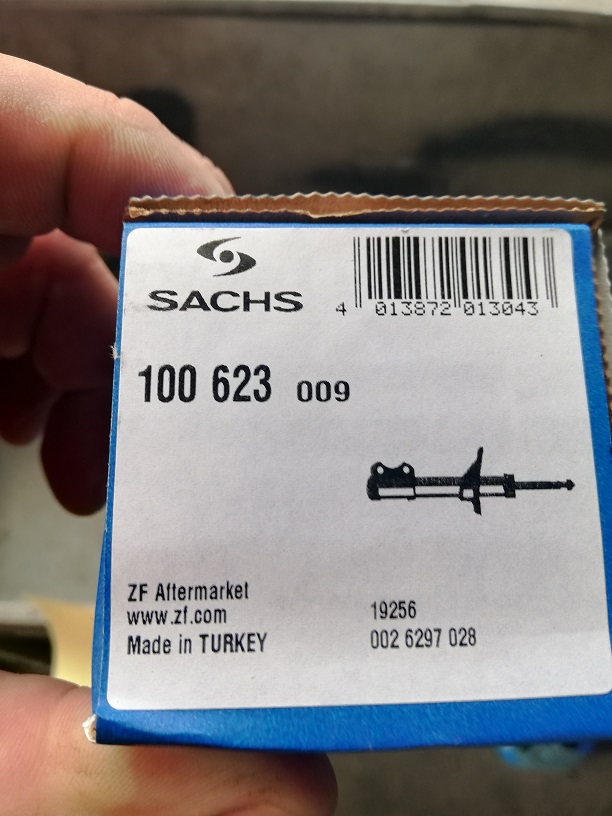 SACHS
4 013872 013043
100 623 009
ZF Aftermarket
www.zf.com
Made in TURKEY
19256
002 6297 028